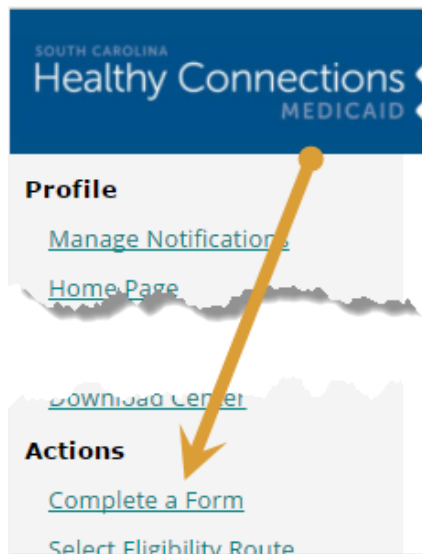 SOUTH CAROLINA
Healthy Connections
MEDICAID
Profile
Manage Notifications
Home Page
Download Center
Actions
Complete a Form
Select Eligibility Route